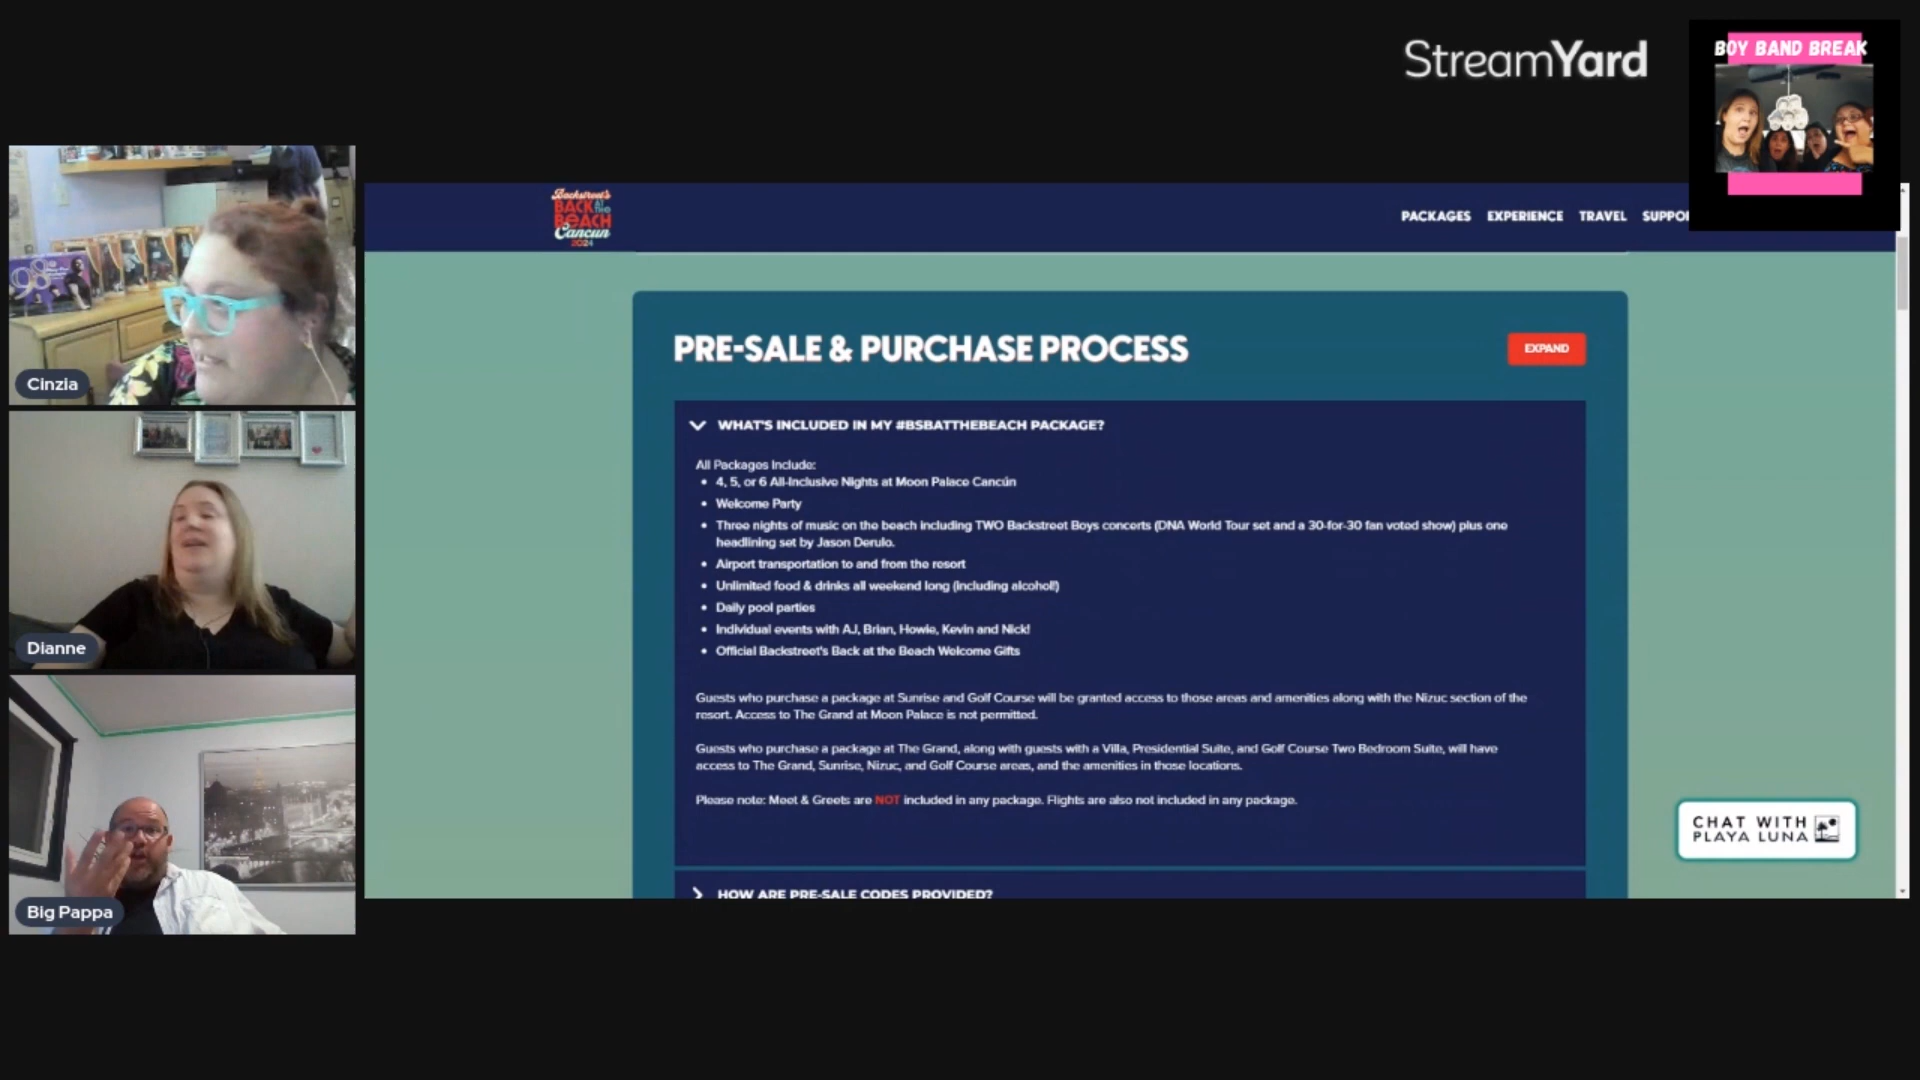 StreamYard
BOY BAND BREAK
Backstreet's
BACK AT THE
BEACH
Cancun
2024
PACKAGES EXPERIENCE TRAVEL SUPPO
PRE-SALE & PURCHASE PROCESS
EXPAND
WHAT'S INCLUDED IN MY #BSBATTHEBEACH PACKAGE?
All Packages Include:
• 4, 5, or 6 All-Inclusive Nights at Moon Palace Cancún
• Welcome Party
• Three nights of music on the beach including TWO Backstreet Boys concerts (DNA World Tour set and a 30-for-30 fan voted show) plus one
headlining set by Jason Derulo.
• Airport transportation to and from the resort
• Unlimited food & drinks all weekend long (including alcohol!)
• Daily pool parties
• Individual events with AJ, Brian, Howie, Kevin and Nick!
• Official Backstreet's Back at the Beach Welcome Gifts
Guests who purchase a package at Sunrise and Golf Course will be granted access to those areas and amenities along with the Nizuc section of the
resort. Access to The Grand at Moon Palace is not permitted.
Guests who purchase a package at The Grand, along with guests with a Villa, Presidential Suite, and Golf Course Two Bedroom Suite, will have
access to The Grand, Sunrise, Nizuc, and Golf Course areas, and the amenities in those locations.
Please note: Meet & Greets are NOT included in any package. Flights are also not included in any package.
HOW ARE PRE-SALE CODES PROVIDED?
CHAT WITH
PLAYA LUNA
98
Cinzia
Dianne
Big Pappa